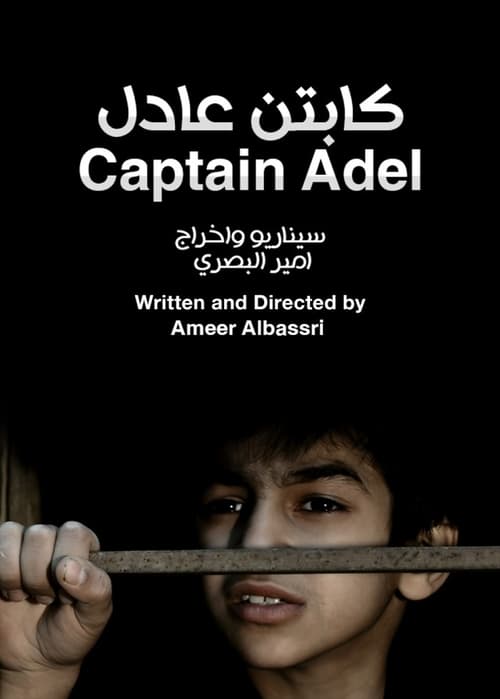 كابتن عادل
Captain Adel
سيناريو واخراج
امير البصري
Written and Directed by
Ameer Albassri